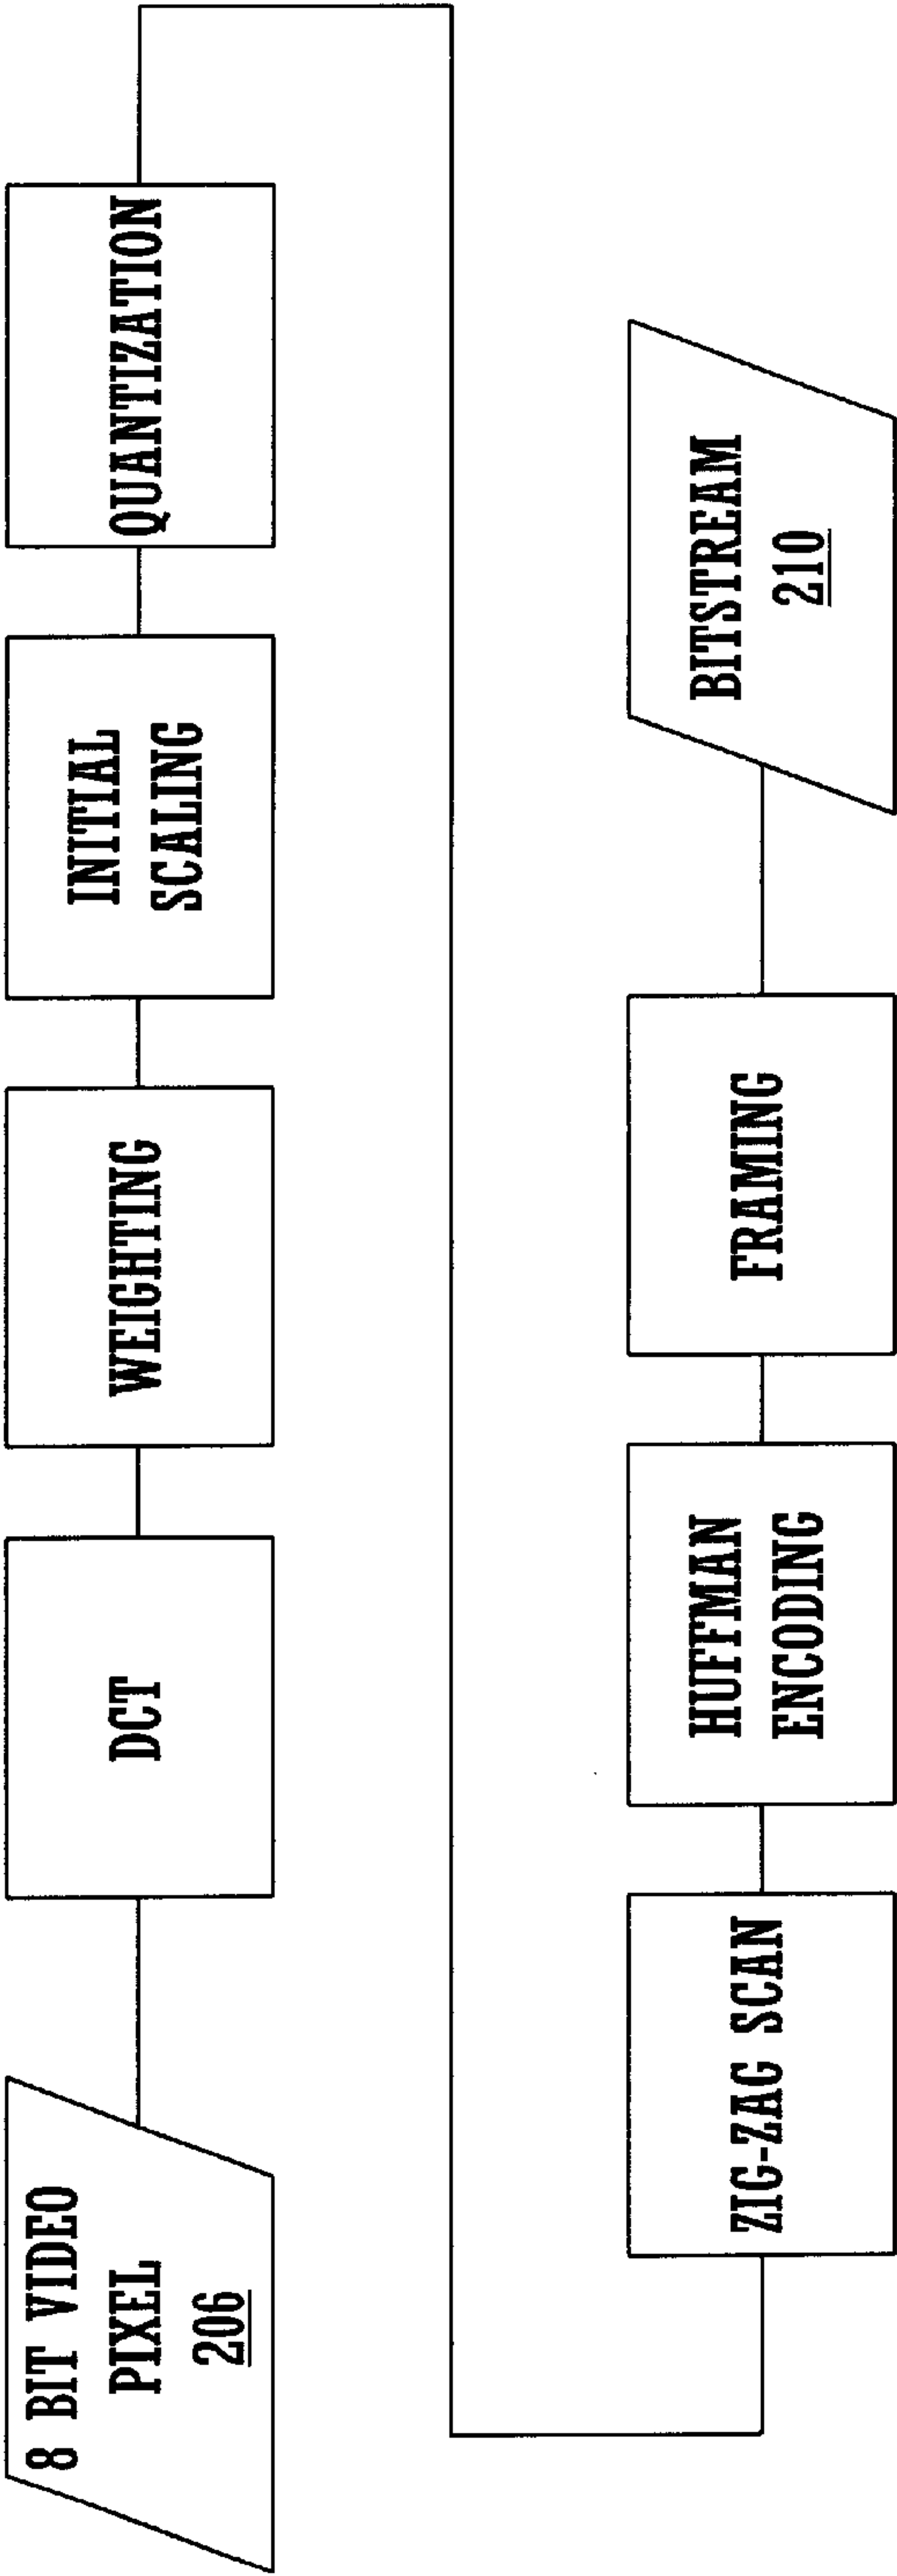 8 BIT VIDEO
PIXEL
206
DCT
WEIGHTING
INITIAL
SCALING
QUANTIZATION
ZIG-ZAG SCAN
HUFFMAN
ENCODING
FRAMING
BITSTREAM
210